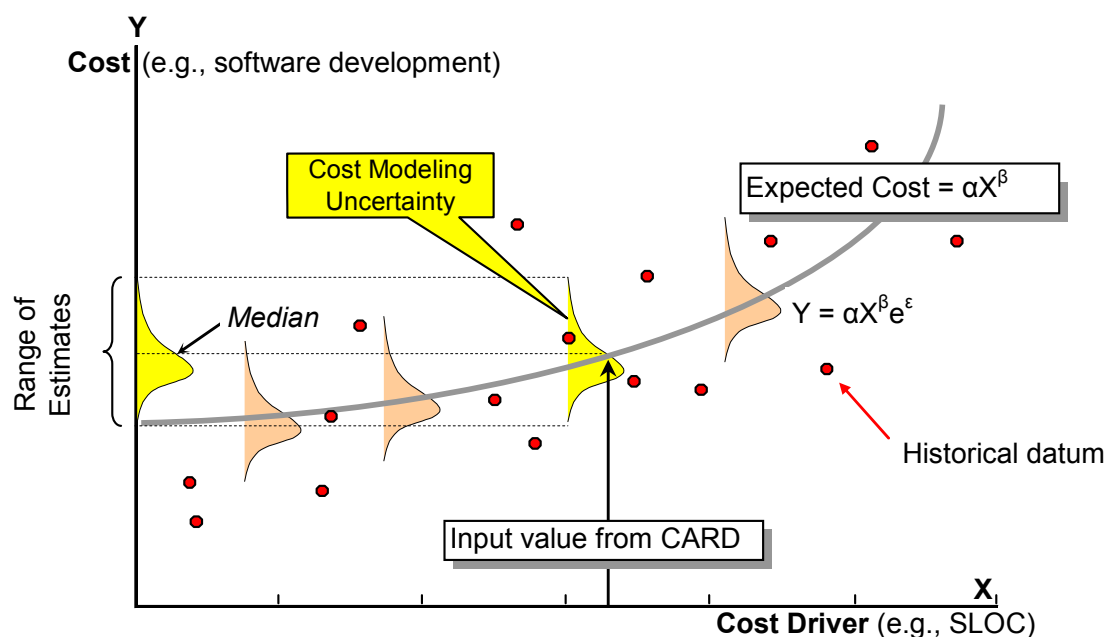 Y
Cost (e.g., software development)
Cost Modeling
Uncertainty
Expected Cost = αX^β
Range of
Estimates
Median
Y = αX^βe^ε
Historical datum
Input value from CARD
X
Cost Driver (e.g., SLOC)